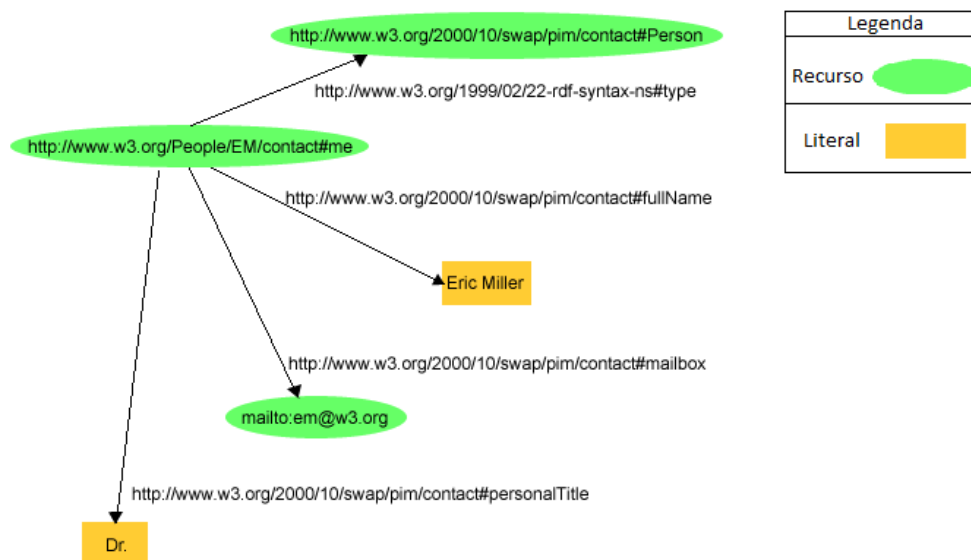 http://www.w3.org/2000/10/swap/pim/contact#Person
Legenda
Recurso
http://www.w3.org/1999/02/22-rdf-syntax-ns#type
Literal
http://www.w3.org/People/EM/contact#me
http://www.w3.org/2000/10/swap/pim/contact#fullName
Eric Miller
http://www.w3.org/2000/10/swap/pim/contact#mailbox
mailto:em@w3.org
http://www.w3.org/2000/10/swap/pim/contact#personalTitle
Dr.